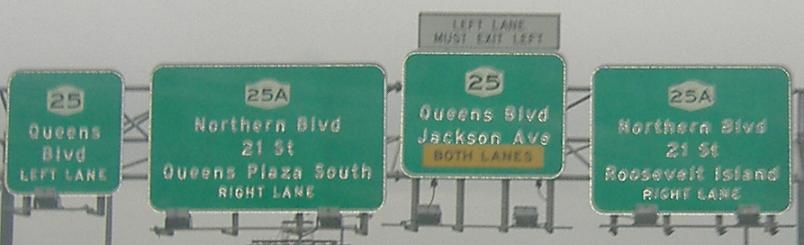 25
Queens
Blvd
LEFT LANE
25A
Northern Blvd
21 St
Queens Plaza South
RIGHT LANE
LEFT LANE
MUST EXIT LEFT
25
Queens Blvd
Jackson Ave
BOTH LANES
25A
Northern Blvd
21 St
Roosevelt Island
RIGHT LANE